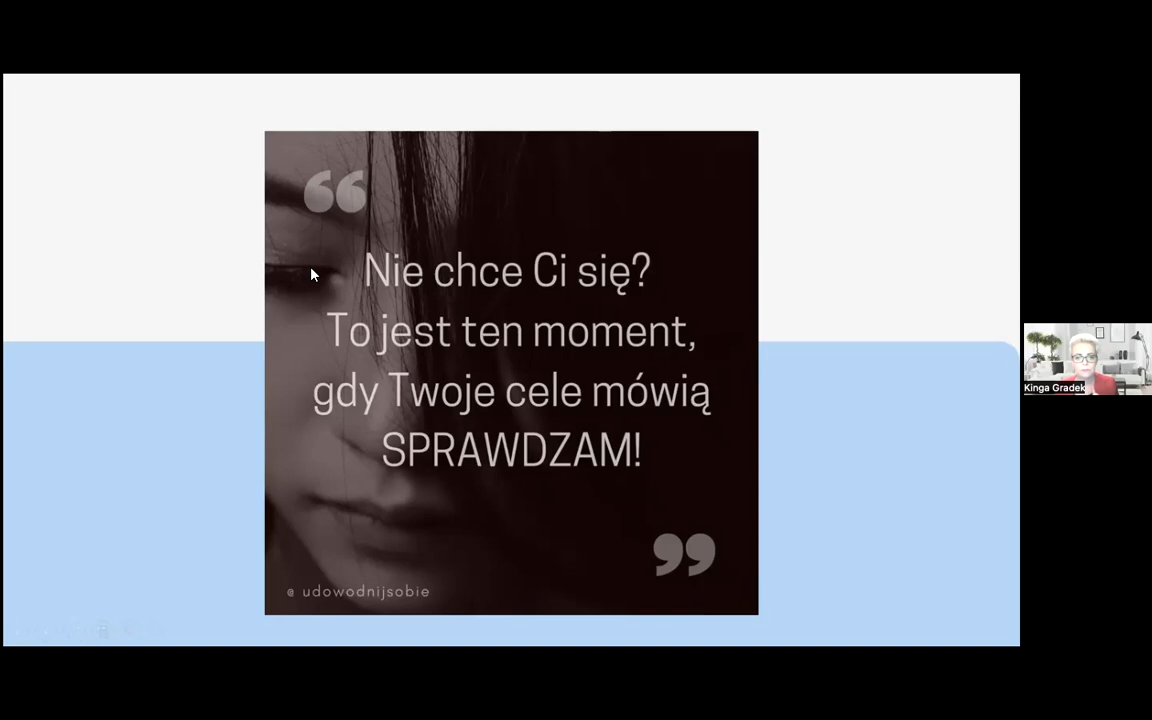 “
Nie chce Ci się?
To jest ten moment,
gdy Twoje cele mówią
SPRAWDZAM!
”
@ udowodnijsobie
Kinga Gradek